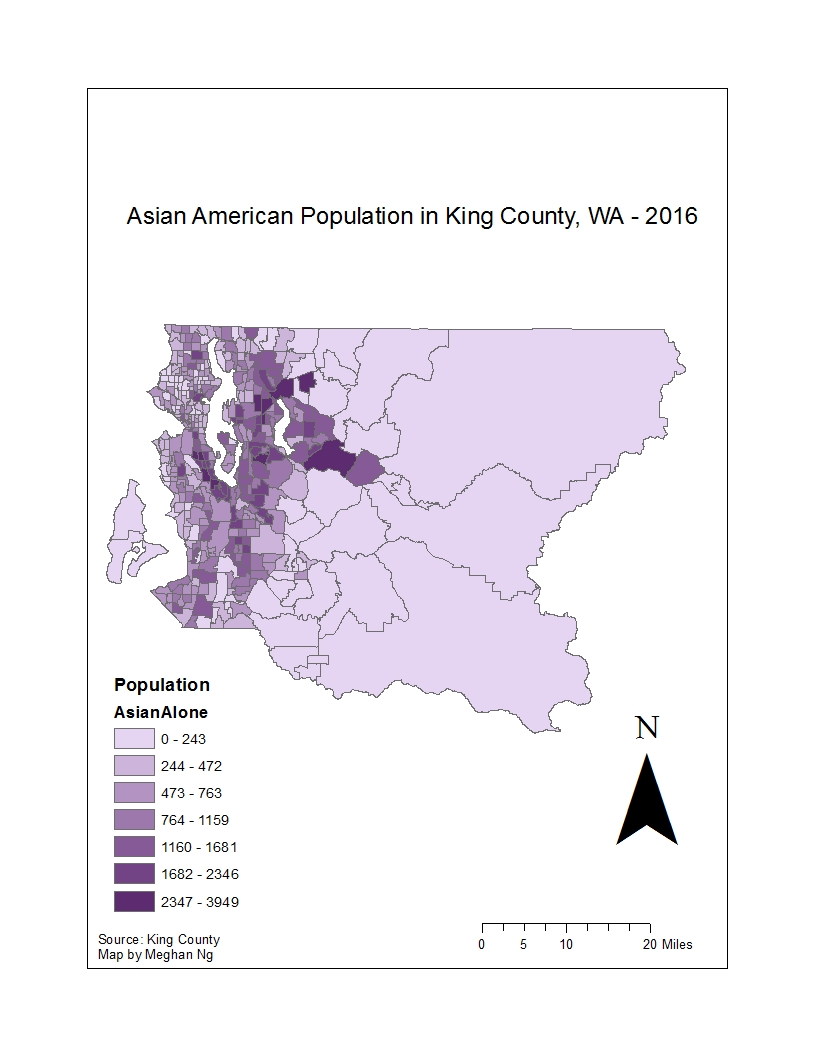 Asian American Population in King County, WA - 2016
Population
AsianAlone
0 - 243
244 - 472
473 - 763
764 - 1159
1160 - 1681
1682 - 2346
2347 - 3949
N
Source: King County
Map by Meghan Ng
0 5 10 20 Miles